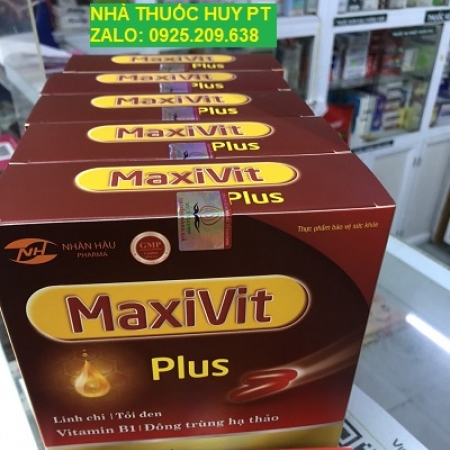 NHÀ THUỐC HUY PT
ZALO: 0925.209.638
MaxiVit
Plus
MaxiVit
Plus
MaxiVit
Plus
MaxiVit
Plus
MaxiVit
Plus
Thực phẩm bảo vệ sức khỏe
NH
NHÂN HẬU
PHARMA
GMP
MaxiVit
Plus
Linh chi | Tỏi đen
Vitamin B1 | Đông trùng hạ thảo